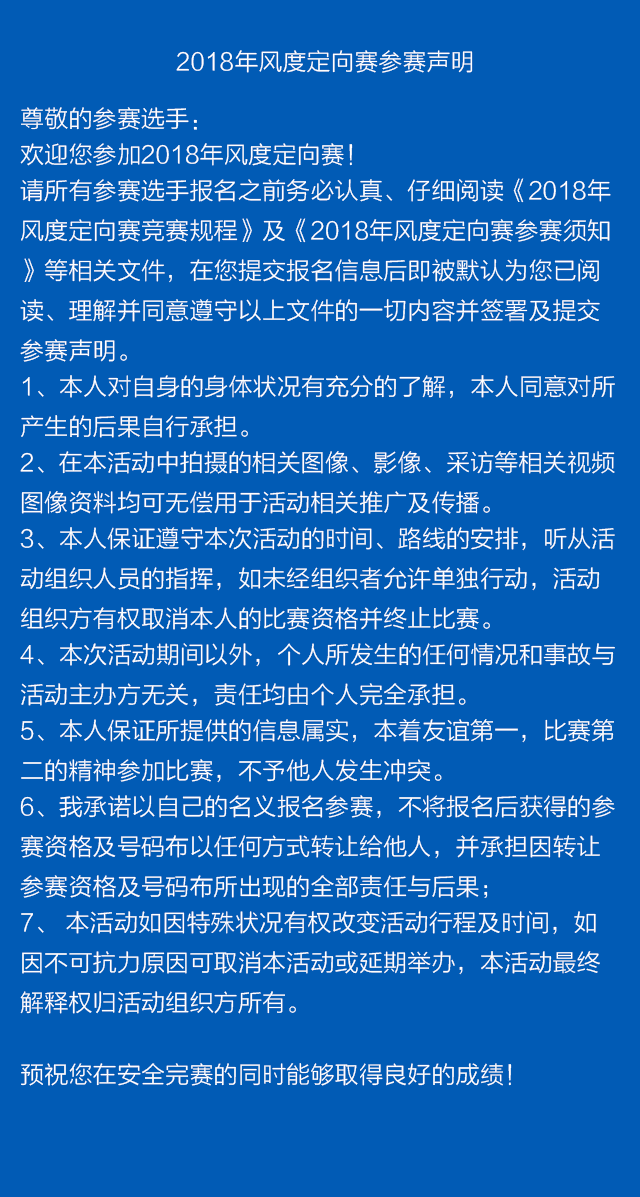 2018年风度定向赛参赛声明
尊敬的参赛选手：
欢迎您参加2018年风度定向赛！
请所有参赛选手报名之前务必认真、仔细阅读《2018年
风度定向赛竞赛规程》及《2018年风度定向赛参赛须知
》等相关文件，在您提交报名信息后即被默认为您已阅
读、理解并同意遵守以上文件的一切内容并签署及提交
参赛声明。
1、本人对自身的身体状况有充分的了解，本人同意对所
产生的后果自行承担。
2、在本活动中拍摄的相关图像、影像、采访等相关视频
图像资料均可无偿用于活动相关推广及传播。
3、本人保证遵守本次活动的时间、路线的安排，听从活
动组织人员的指挥，如未经组织者允许单独行动，活动
组织方有权取消本人的比赛资格并终止比赛。
4、本次活动期间以外，个人所发生的任何情况和事故与
活动主办方无关，责任均由个人完全承担。
5、本人保证所提供的信息属实，本着友谊第一，比赛第
二的精神参加比赛，不予他人发生冲突。
6、我承诺以自己的名义报名参赛，不将报名后获得的参
赛资格及号码布以任何方式转让给他人，并承担因转让
参赛资格及号码布所出现的全部责任与后果；
7、 本活动如因特殊状况有权改变活动行程及时间，如
因不可抗力原因可取消本活动或延期举办，本活动最终
解释权归活动组织方所有。
预祝您在安全完赛的同时能够取得良好的成绩！